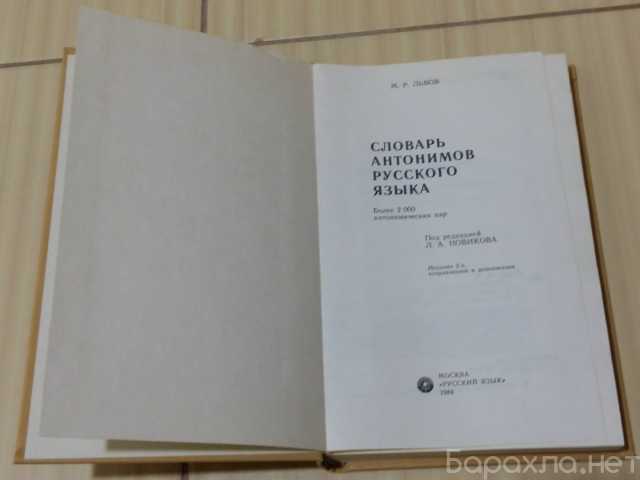 М. Р. ЛЬВОВ
СЛОВАРЬ
АНТОНИМОВ
РУССКОГО
ЯЗЫКА
Более 2 000
антонимических пар
Под редакцией
Л. А. НОВИКОВА
Издание 2-е,
исправленное и дополненное
МОСКВА
«РУССКИЙ ЯЗЫК»
1984
Барахла.нет